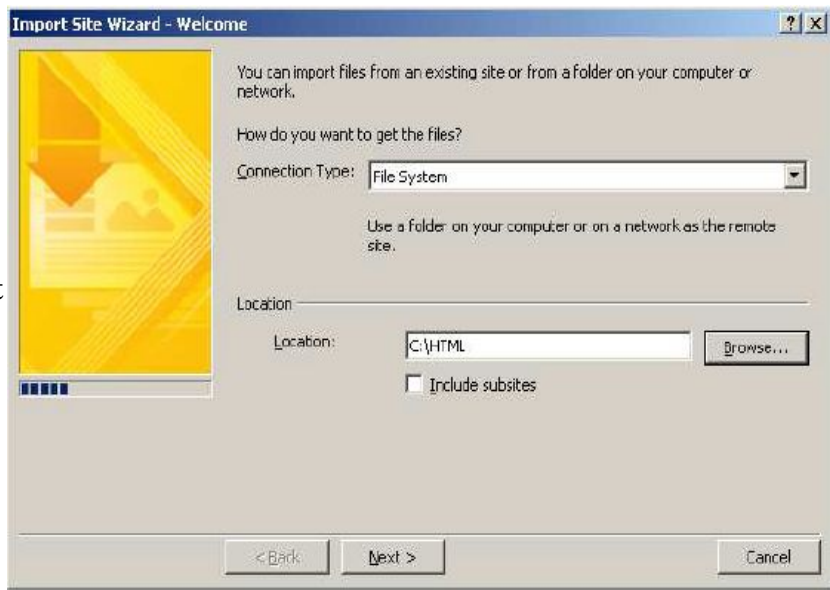 Import Site Wizard - Welcome
You can import files from an existing site or from a folder on your computer or
network.
How do you want to get the files?
Connection Type: File System
Use a folder on your computer or on a network as the remote
site.
t
Location
Location: C:\HTML Browse...
Include subsites
< Back Next > Cancel